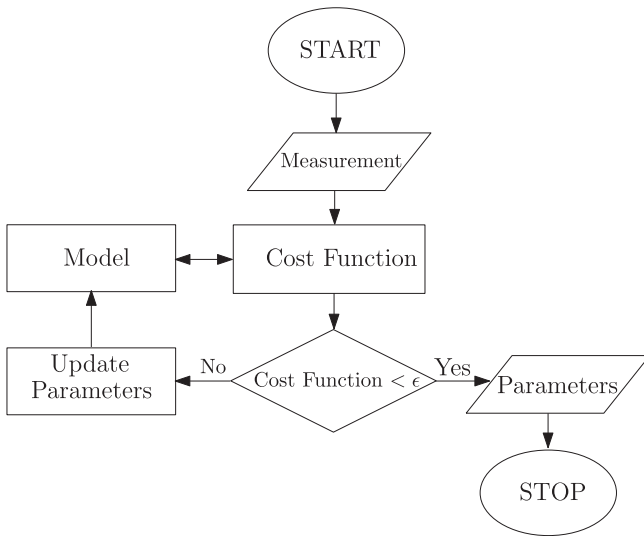 START
Measurement
Model
Cost Function
Update
Parameters
No
Cost Function < ϵ
Yes
Parameters
STOP